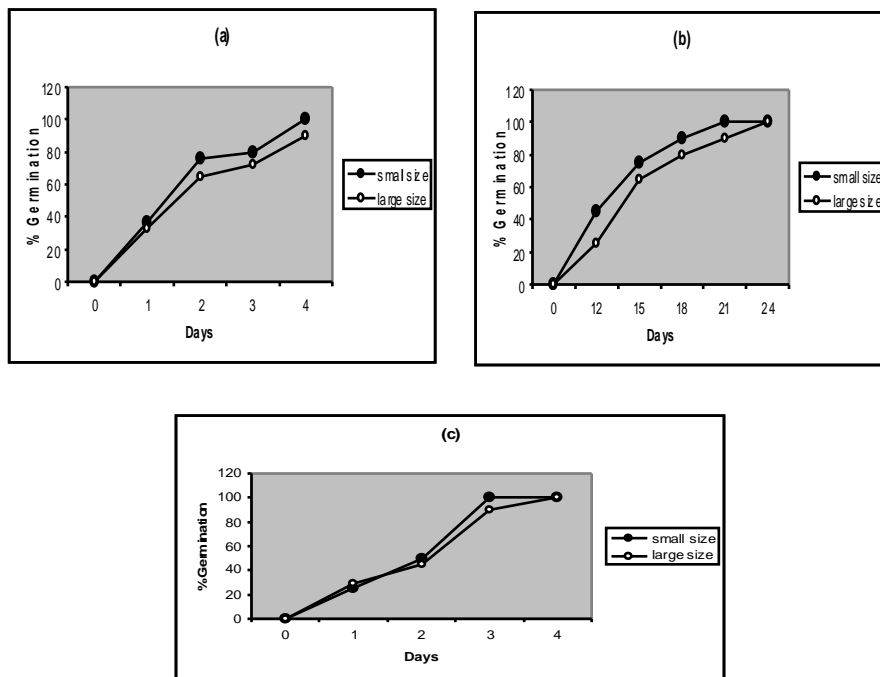 (a)
120
100
80
60
40
20
0
% Germination
0 1 2 3 4
Days
small size
large size
(b)
120
100
80
60
40
20
0
% Germination
0 12 15 18 21 24
Days
small size
large size
(c)
120
100
80
60
40
20
0
%Germination
0 1 2 3 4
Days
small size
large size